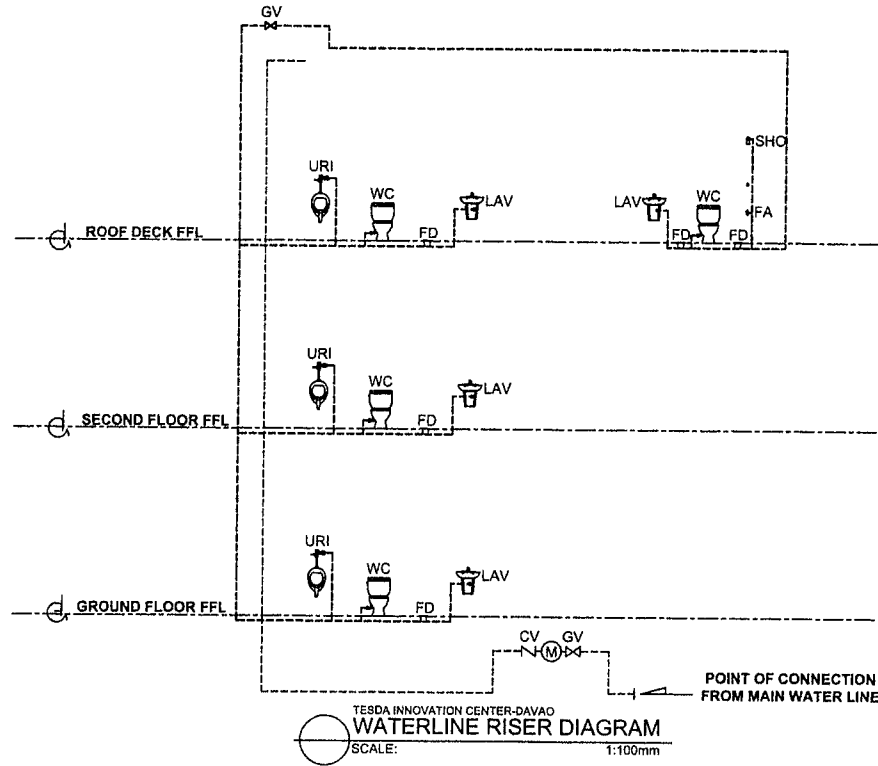 GV
SHO
URI
WC
LAV
LAV
WC
FA
FD
FD
FD
ROOF DECK FFL
URI
WC
LAV
FD
SECOND FLOOR FFL
URI
WC
LAV
FD
GROUND FLOOR FFL
CV M GV
POINT OF CONNECTION
FROM MAIN WATER LINE
TESDA INNOVATION CENTER-DAVAO
WATERLINE RISER DIAGRAM
SCALE: 1:100mm